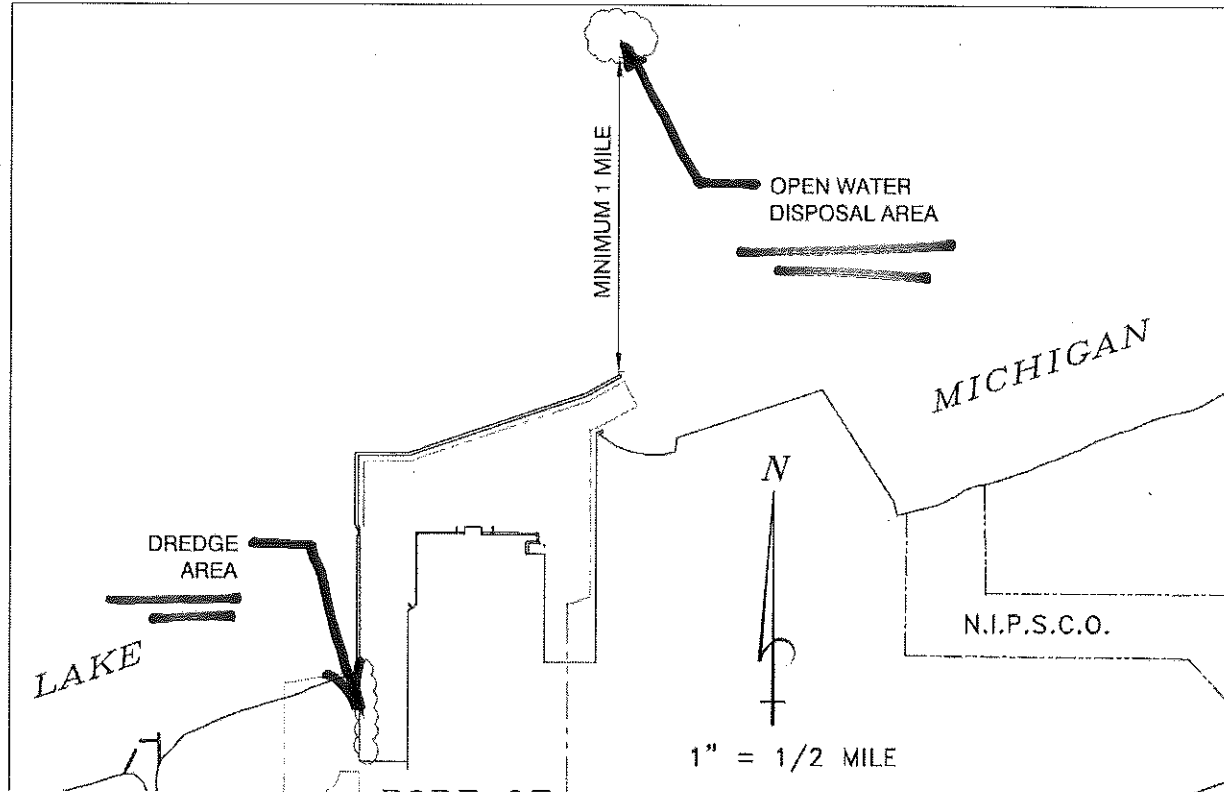 MINIMUM 1 MILE
OPEN WATER
DISPOSAL AREA
MICHIGAN
N
DREDGE
AREA
N.I.P.S.C.O.
LAKE
1" = 1/2 MILE